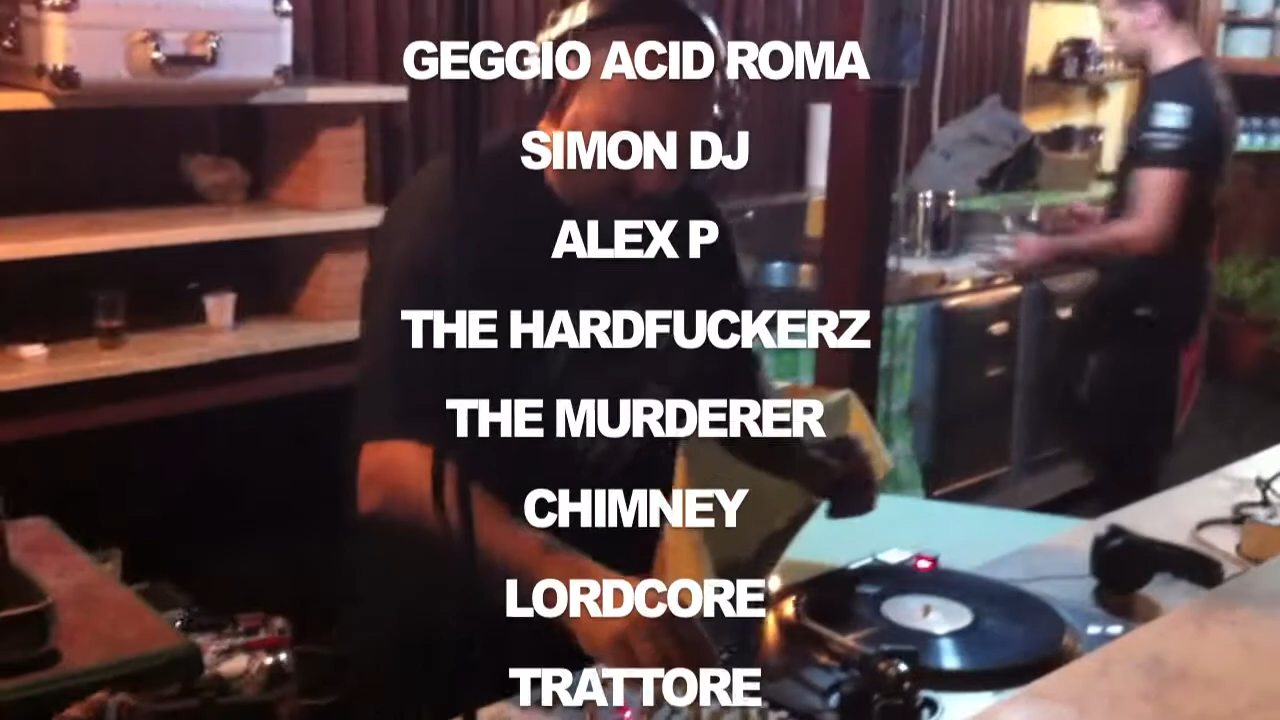 GEGGIO ACID ROMA
SIMON DJ
ALEX P
THE HARDFUCKERZ
THE MURDERER
CHIMNEY
LORDCORE
TRATTORE